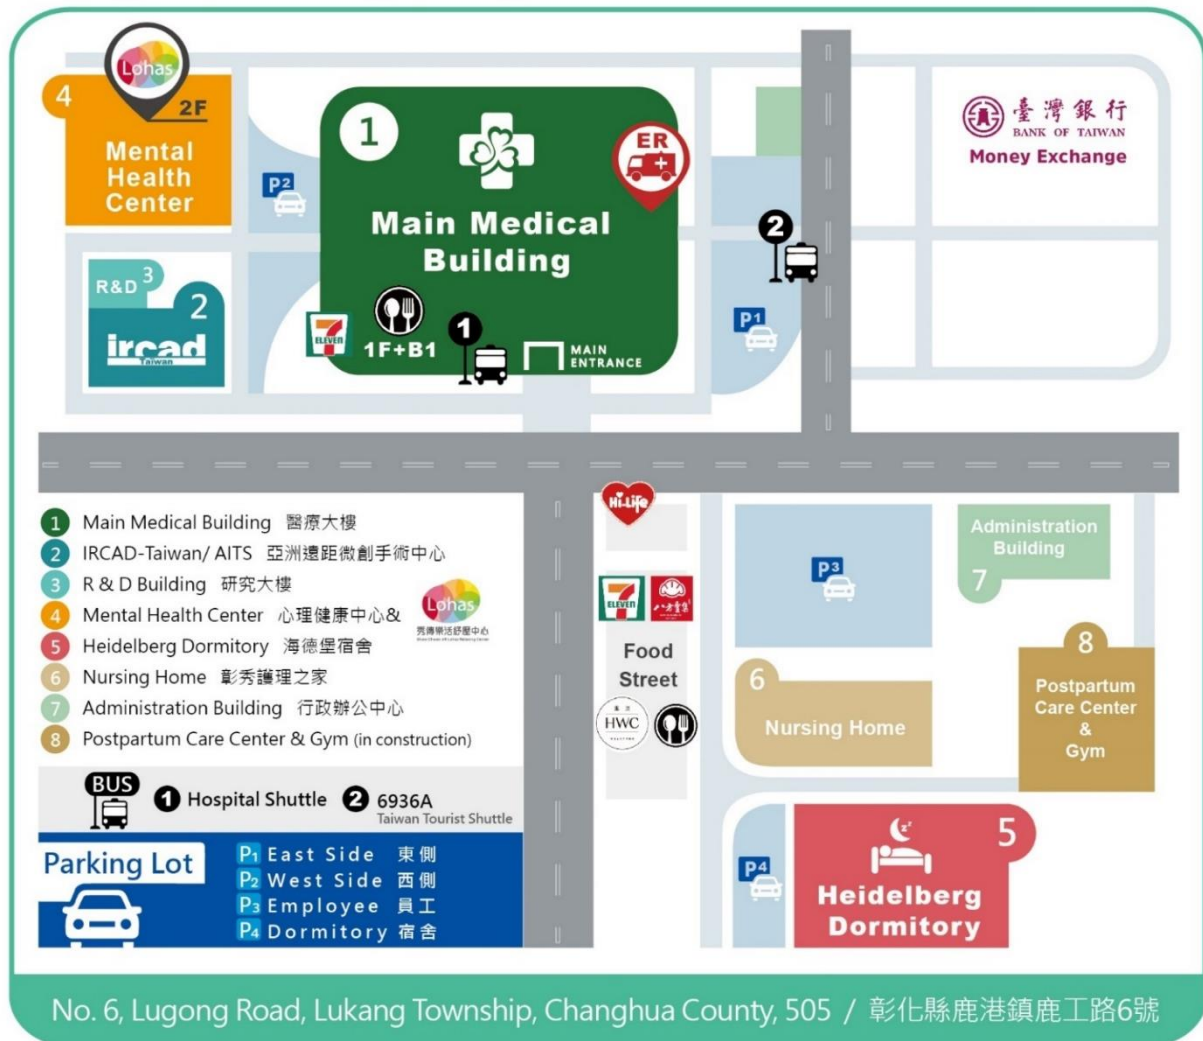 Lohas
2F
4
Mental
Health
Center
P2
1
Main Medical
Building
ER
7
ELEVEN
1F+B1
1
MAIN
ENTRANCE
2
P1
臺灣銀行
BANK OF TAIWAN
Money Exchange
R&D 3
2
ircad
Taiwan
1 Main Medical Building 醫療大樓
2 IRCAD-Taiwan/ AITS 亞洲遠距微創手術中心
3 R & D Building 研究大樓
4 Mental Health Center 心理健康中心&
Lohas
秀傳樂活舒壓中心
5 Heidelberg Dormitory 海德堡宿舍
6 Nursing Home 彰秀護理之家
7 Administration Building 行政辦公中心
8 Postpartum Care Center & Gym (in construction)
BUS
1 Hospital Shuttle 2 6936A
Taiwan Tourist Shuttle
Parking Lot
P1 East Side 東側
P2 West Side 西側
P3 Employee 員工
P4 Dormitory 宿舍
Hi-Life
7
ELEVEN
八方雲集
Food
Street
HWC
P3
Administration
Building
7
6
Nursing Home
8
Postpartum
Care Center
&
Gym
P4
5
Heidelberg
Dormitory
No. 6, Lugong Road, Lukang Township, Changhua County, 505 / 彰化縣鹿港鎮鹿工路6號